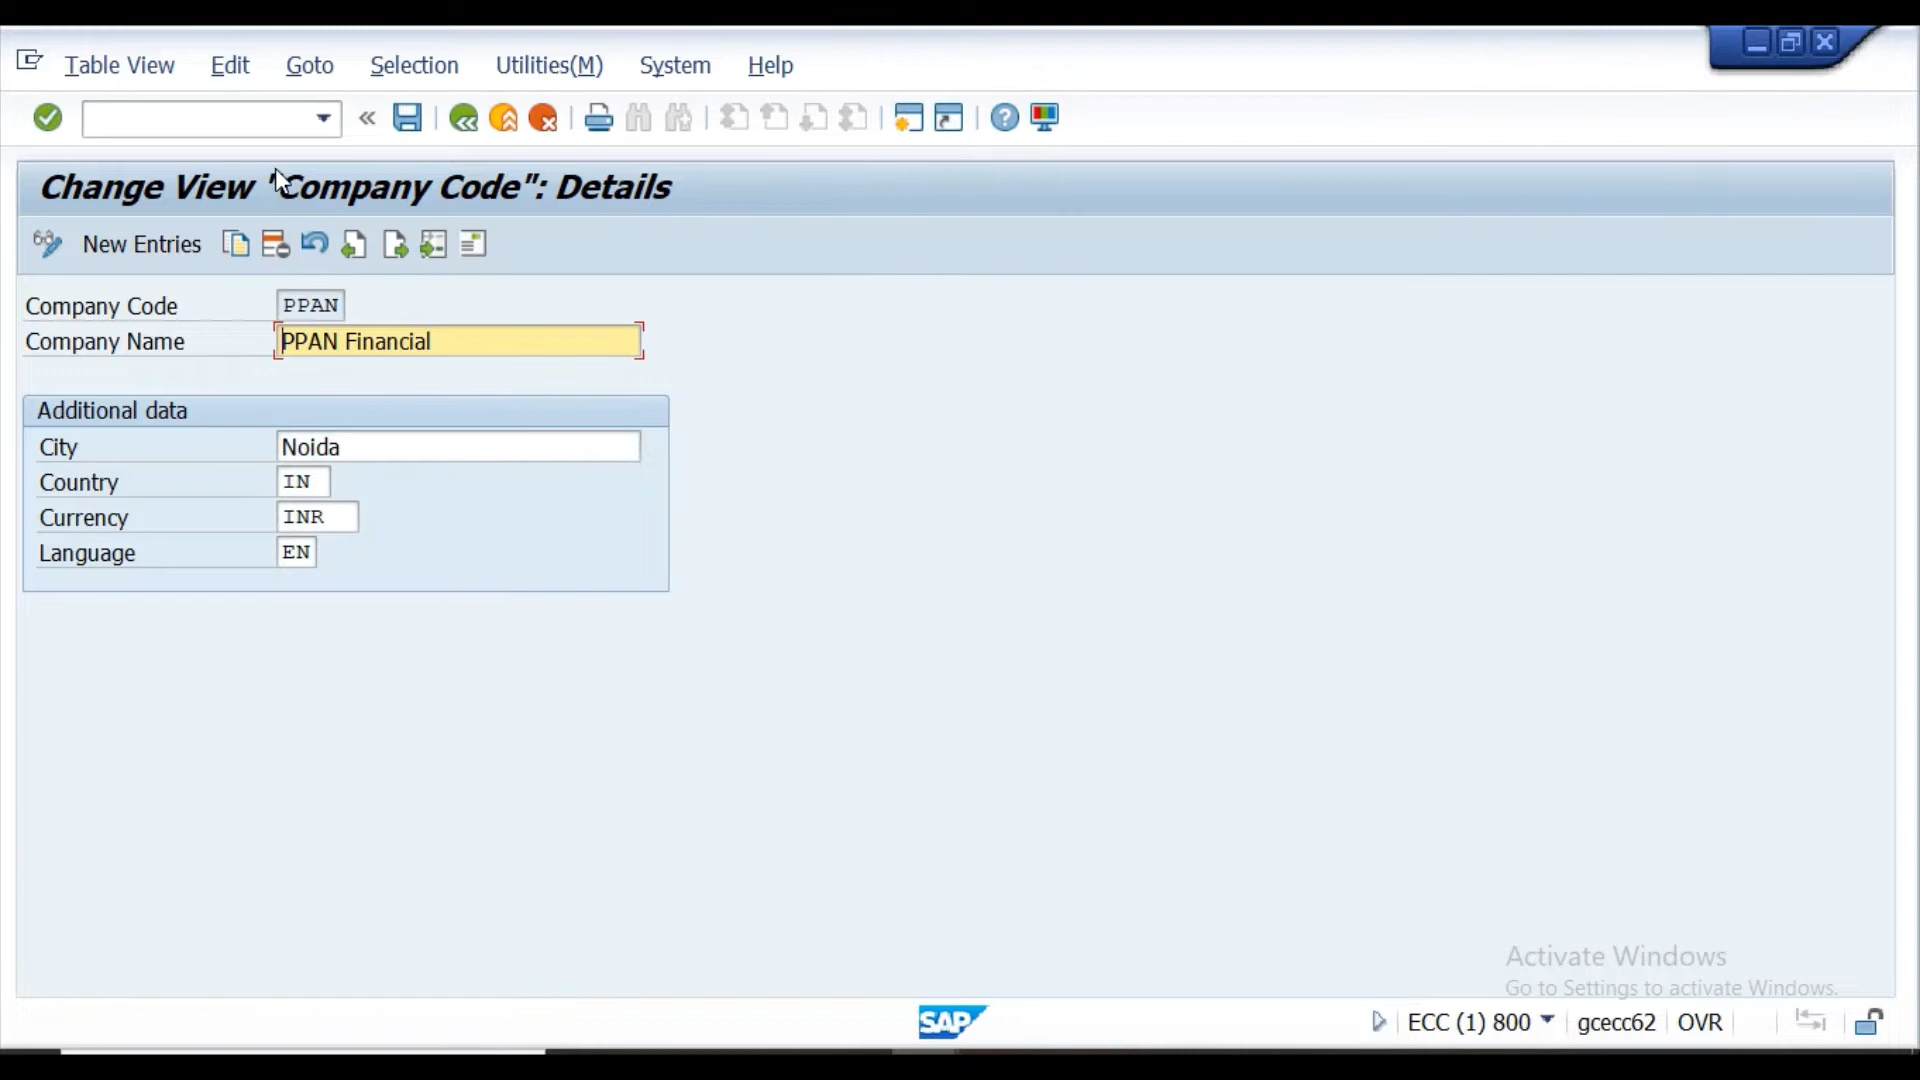 Table View Edit Goto Selection Utilities(M) System Help
Change View "Company Code": Details
New Entries
Company Code PPAN
Company Name PPAN Financial
Additional data
City Noida
Country IN
Currency INR
Language EN
Activate Windows
Go to Settings to activate Windows.
SAP ECC (1) 800 gcecc62 OVR